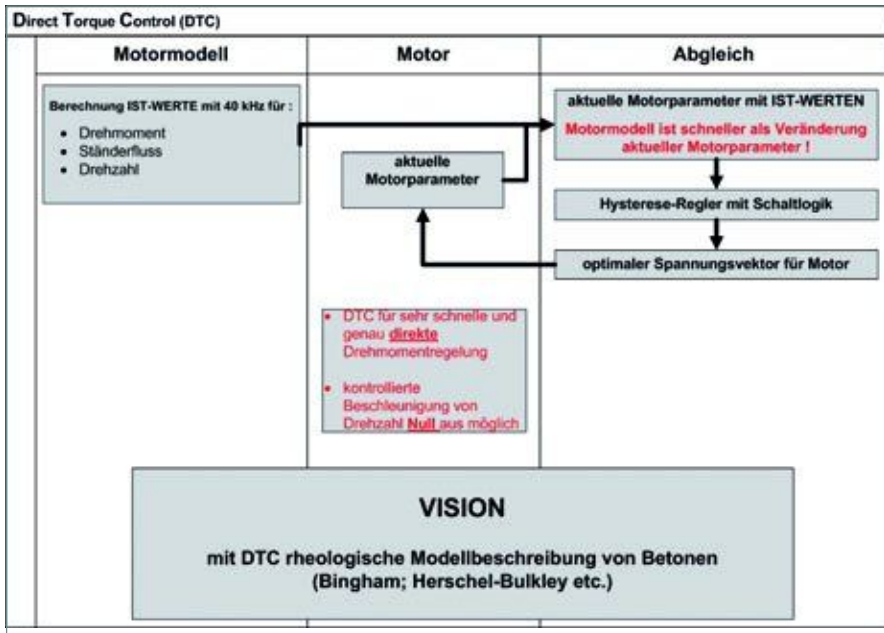 Direct Torque Control (DTC)
Motormodell
Motor
Abgleich
Berechnung IST-WERTE mit 40 kHz für :
• Drehmoment
• Ständerfluss
• Drehzahl
aktuelle
Motorparameter
aktuelle Motorparameter mit IST-WERTEN
Motormodell ist schneller als Veränderung
aktueller Motorparameter !
Hysterese-Regler mit Schaltlogik
optimaler Spannungsvektor für Motor
• DTC für sehr schnelle und
genau direkte
Drehmomentregelung
• kontrollierte
Beschleunigung von
Drehzahl Null aus möglich
VISION
mit DTC rheologische Modellbeschreibung von Betonen
(Bingham; Herschel-Bulkley etc.)